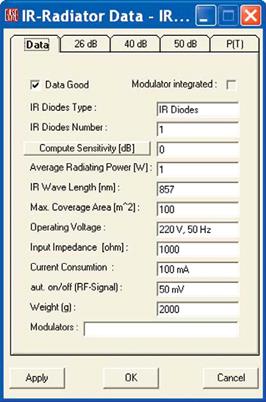 EASE IR-Radiator Data - IR...
Data 26 dB 40 dB 50 dB P(T)
Data Good Modulator integrated :
IR Diodes Type : IR Diodes
IR Diodes Number : 1
Compute Sensitivity [dB] 0
Average Radiating Power [W] : 1
IR Wave Length [nm] : 857
Max. Coverage Area [m^2] : 100
Operating Voltage : 220 V, 50 Hz
Input Impedance [ohm] : 1000
Current Consumtion : 100 mA
aut. on/off (RF-Signal) : 50 mV
Weight (g) : 2000
Modulators :
Apply OK Cancel